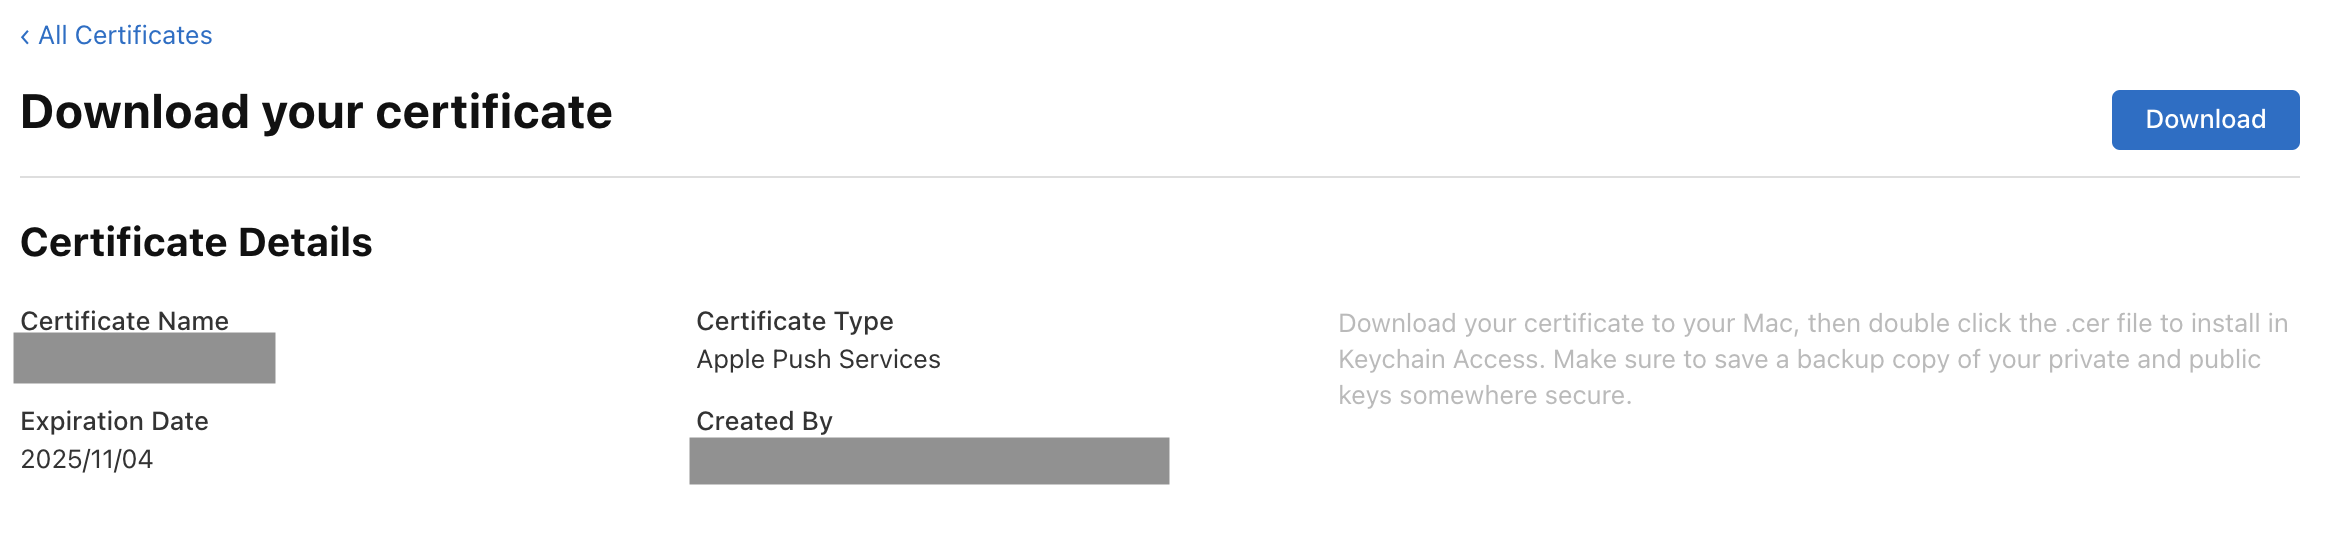 ‹ All Certificates
Download your certificate
Download
Certificate Details
Certificate Name
Certificate Type
Apple Push Services
Download your certificate to your Mac, then double click the .cer file to install in
Keychain Access. Make sure to save a backup copy of your private and public
keys somewhere secure.
Expiration Date
2025/11/04
Created By